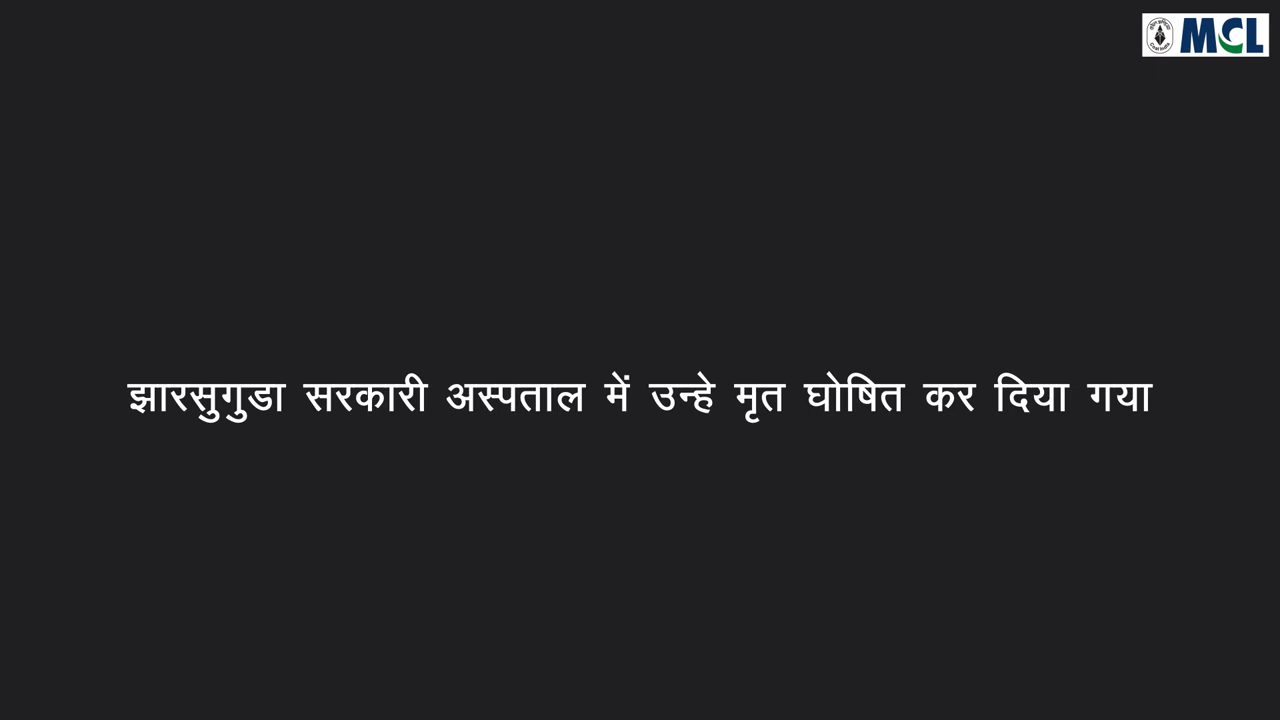 MCL
झारसुगुडा सरकारी अस्पताल में उन्हे मृत घोषित कर दिया गया